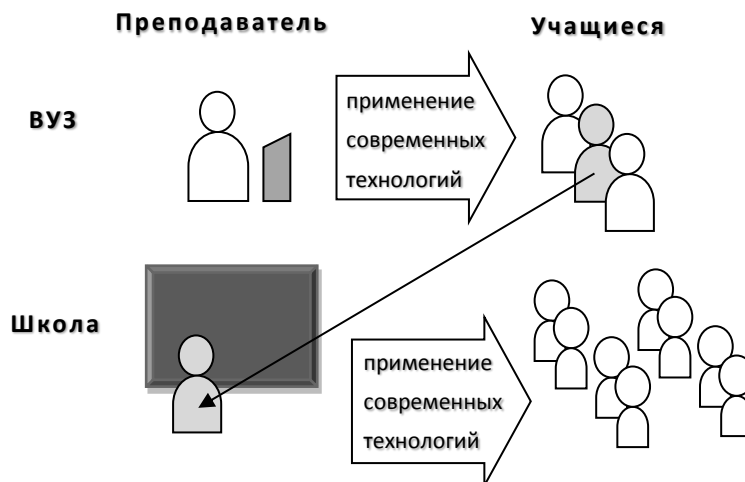 Преподаватель
Учащиеся
ВУЗ
применение
современных
технологий
Школа
применение
современных
технологий